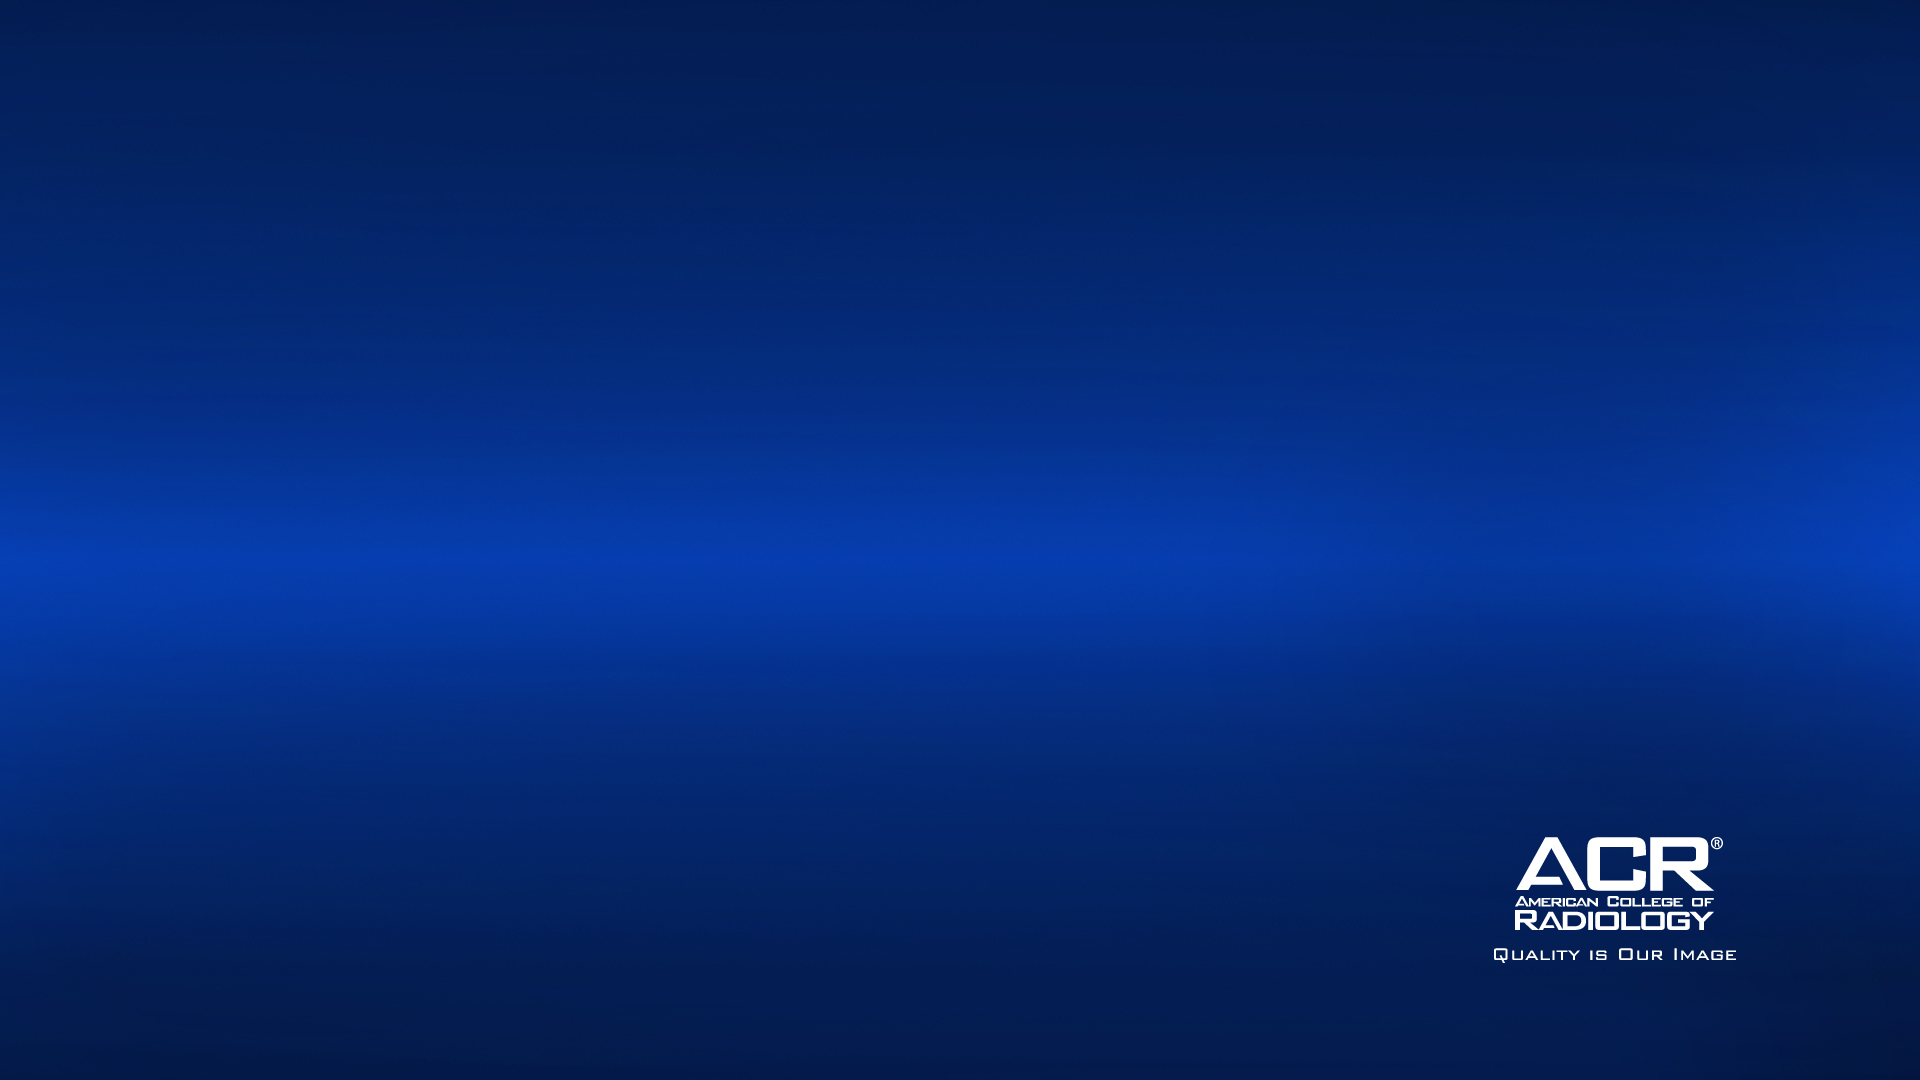 ACR®
American College of
Radiology
Quality is Our Image